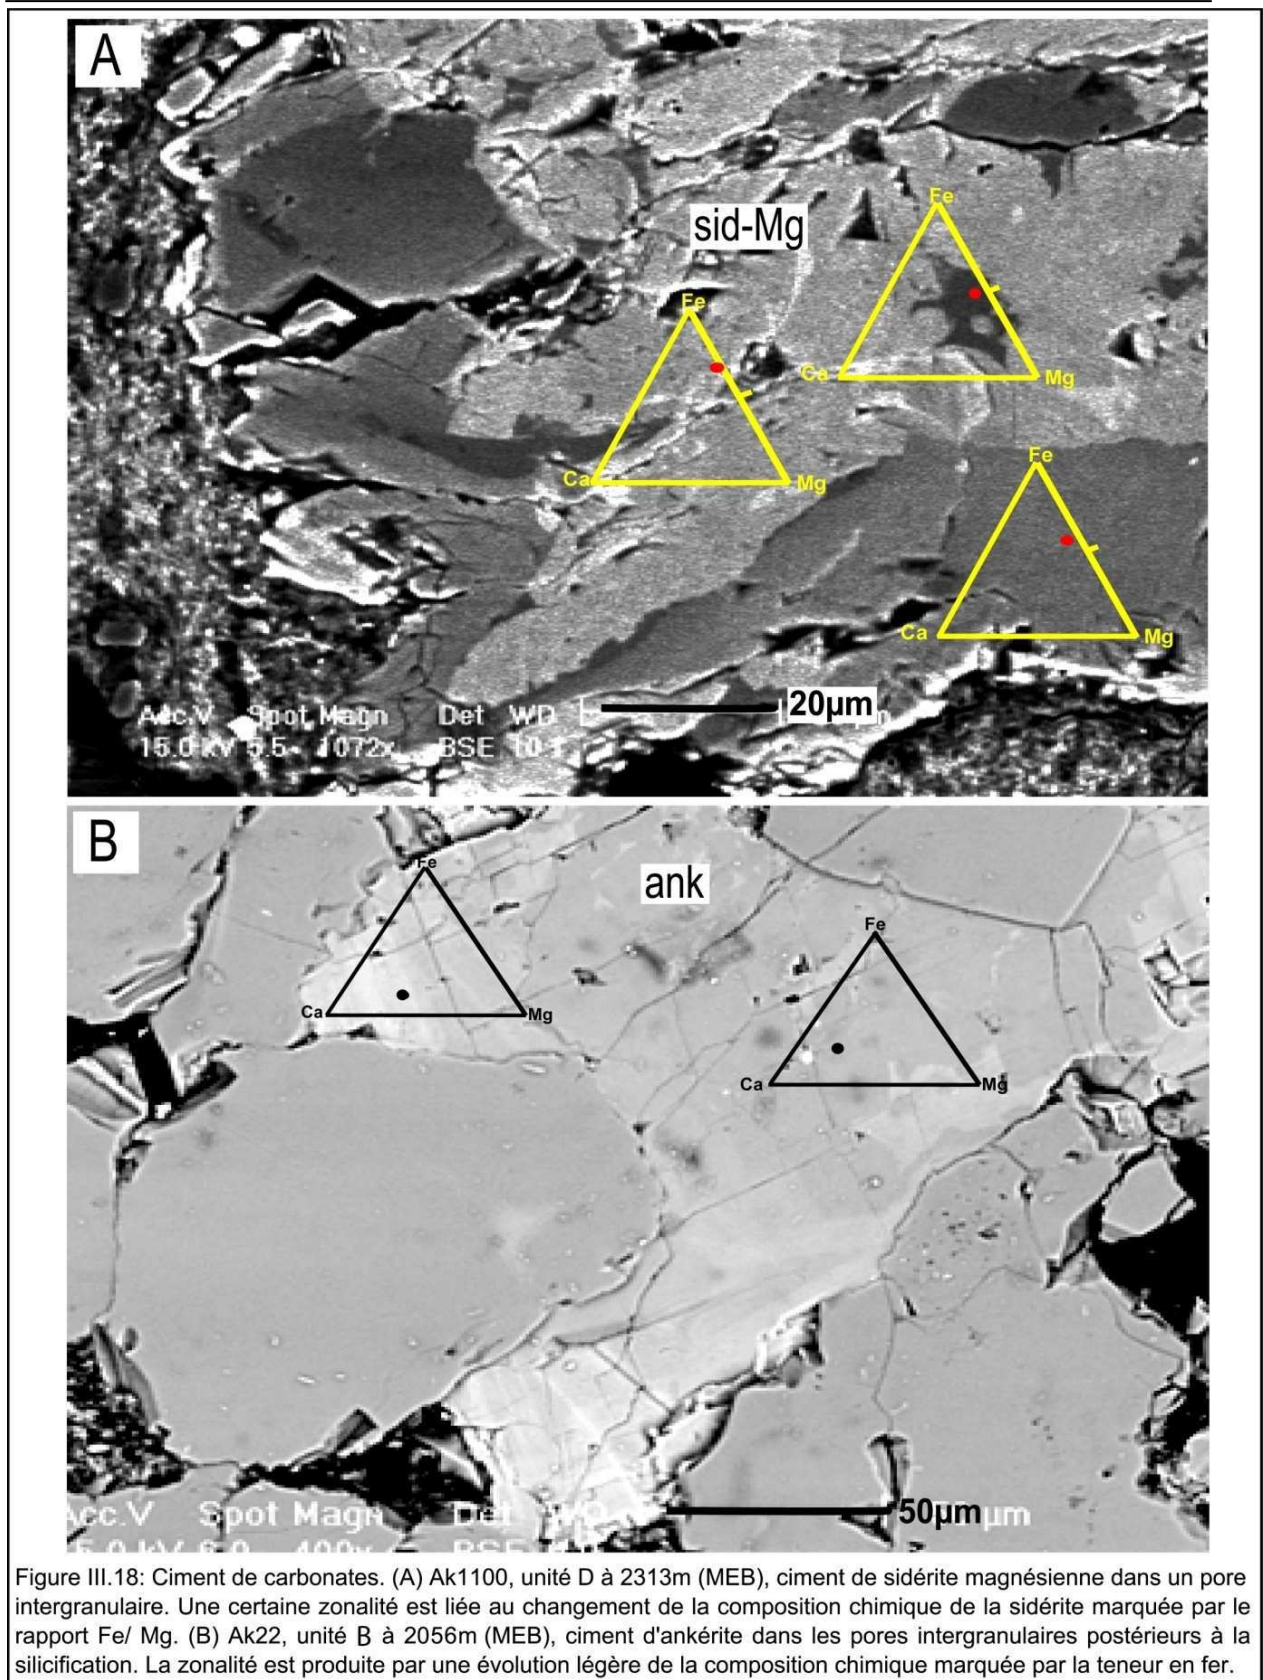 A
Fe
sid-Mg
Fe
Ca
Mg
Ca
Mg
Fe
Ca
Mg
20µm
Acc.V Spot Magn Det WD
15.0 kV 5.5 1072x BSE
B
Fe
ank
Fe
Ca
Mg
Ca
Mg
50µm
Acc.V Spot Magn Det WD
400x BSE
Figure III.18: Ciment de carbonates. (A) Ak1100, unité D à 2313m (MEB), ciment de sidérite magnésienne dans un pore
intergranulaire. Une certaine zonalité est liée au changement de la composition chimique de la sidérite marquée par le
rapport Fe/ Mg. (B) Ak22, unité B à 2056m (MEB), ciment d'ankérite dans les pores intergranulaires postérieurs à la
silicification. La zonalité est produite par une évolution légère de la composition chimique marquée par la teneur en fer.